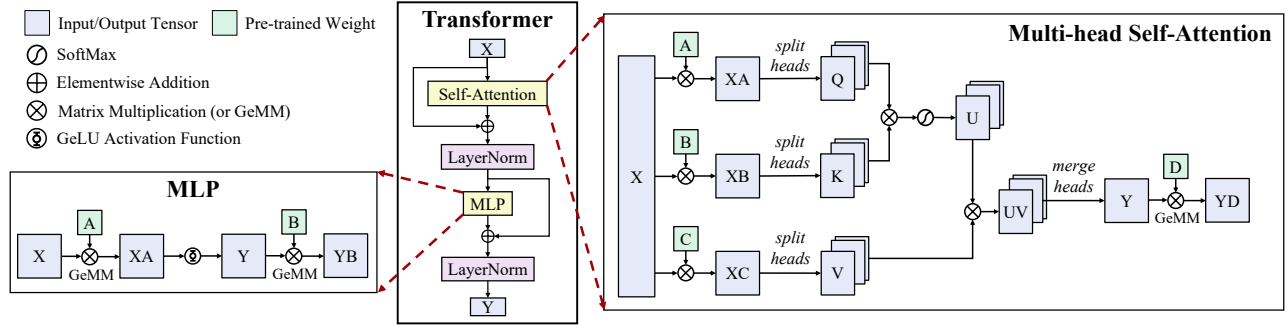 Input/Output Tensor
Pre-trained Weight
SoftMax
Elementwise Addition
Matrix Multiplication (or GeMM)
GeLU Activation Function
MLP
A
B
X
GeMM
XA
Y
GeMM
YB
Transformer
X
Self-Attention
LayerNorm
MLP
LayerNorm
Y
Multi-head Self-Attention
X
A
XA
split
heads
Q
B
XB
split
heads
K
C
XC
split
heads
V
U
UV
merge
heads
Y
D
GeMM
YD